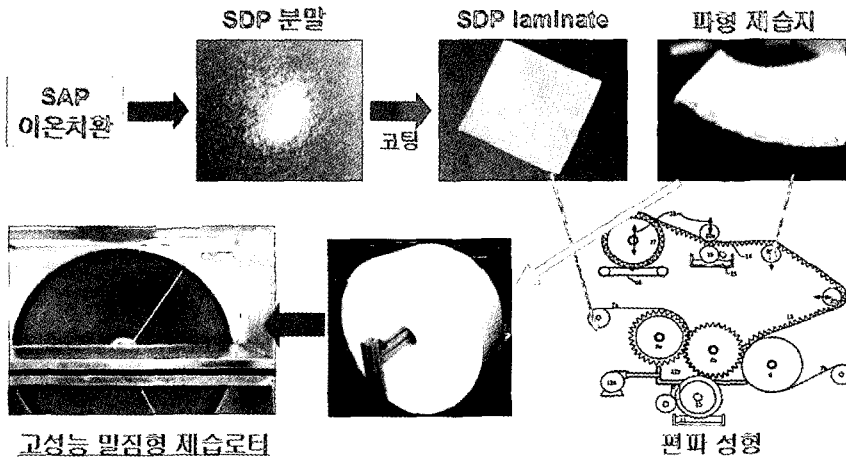 SDP 분말
SDP laminate
파형 제습지
SAP
이온치환
코팅
고성능 밀집형 제습로터
편파 성형